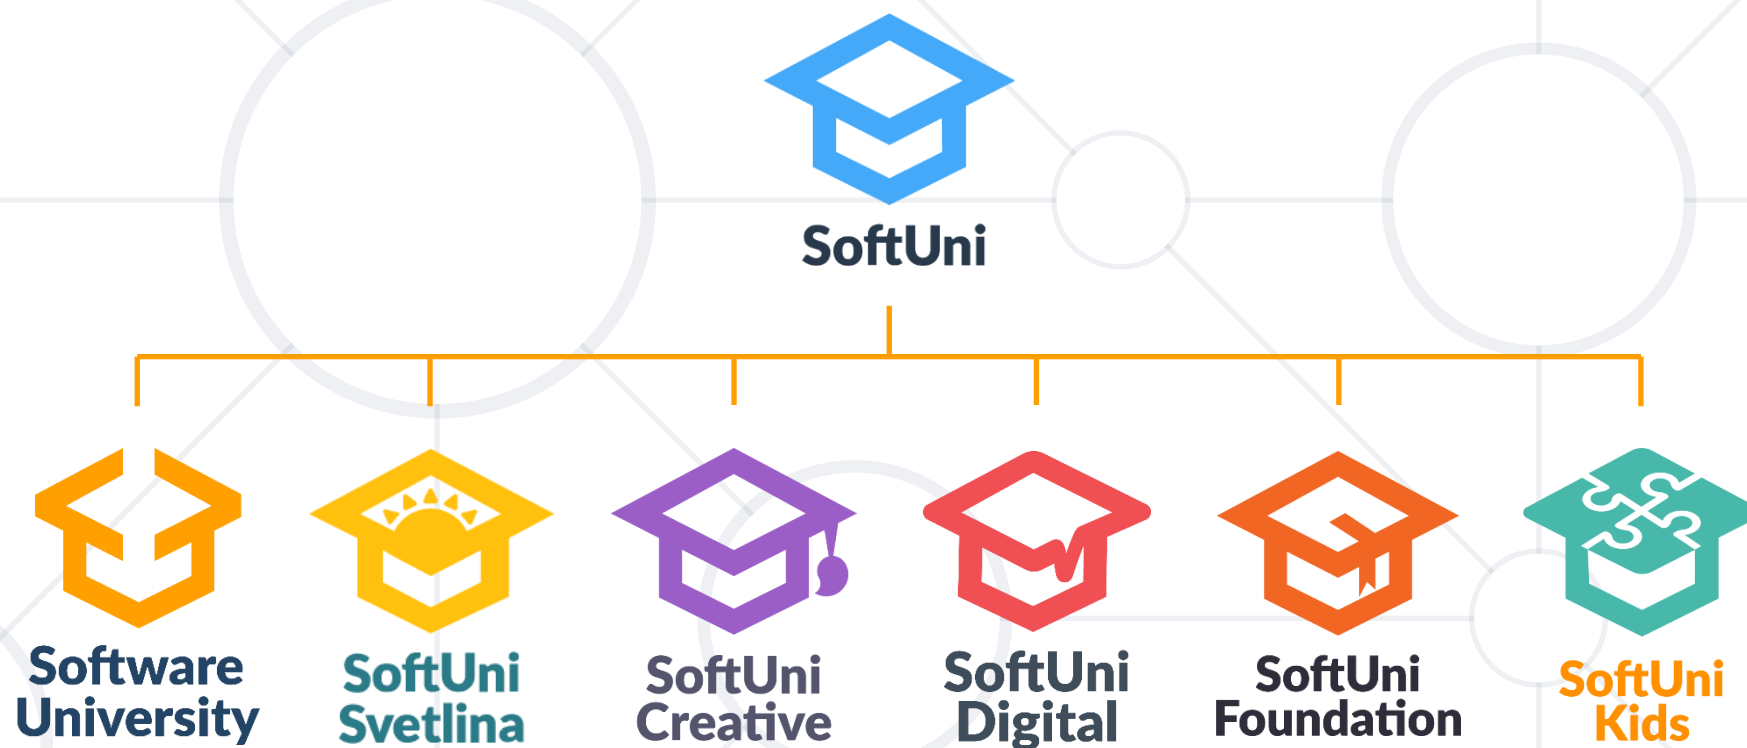 SoftUni
Software
University
SoftUni
Svetlina
SoftUni
Creative
SoftUni
Digital
SoftUni
Foundation
SoftUni
Kids